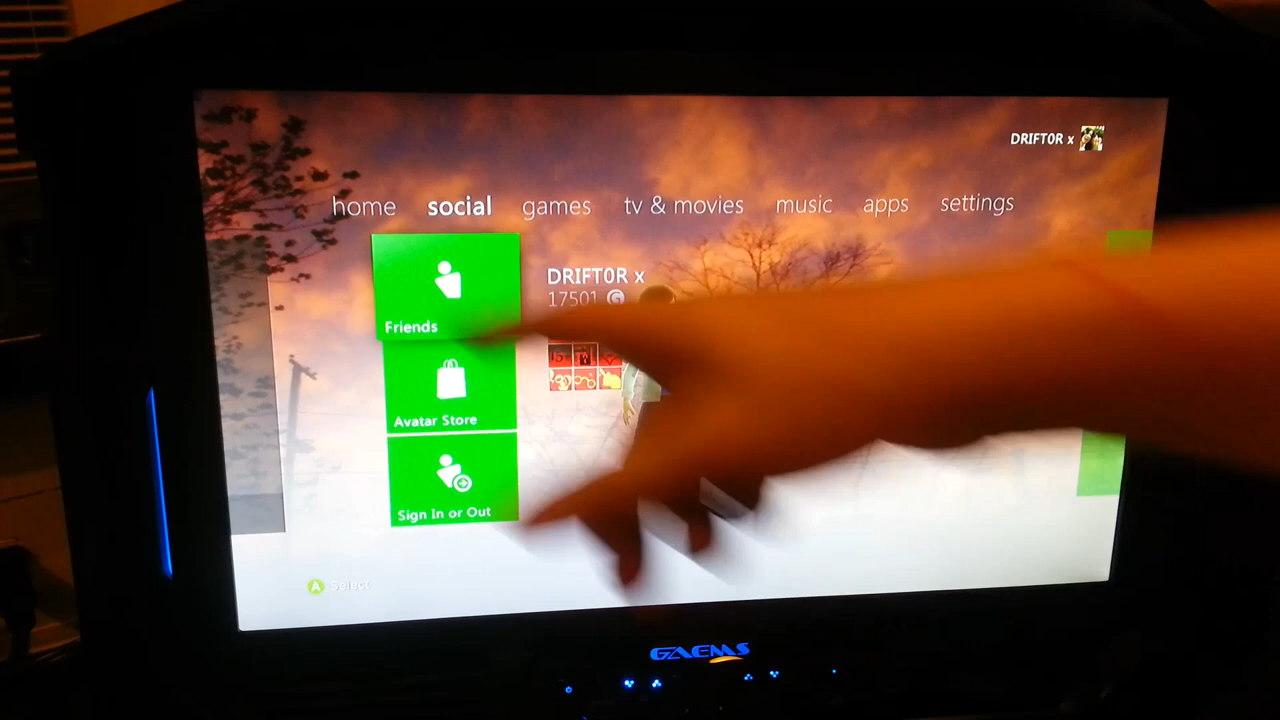 DRIFT0R x
home social games tv & movies music apps settings
DRIFT0R x
17501 G
Friends
Avatar Store
Sign In or Out
A Select
GAEMS